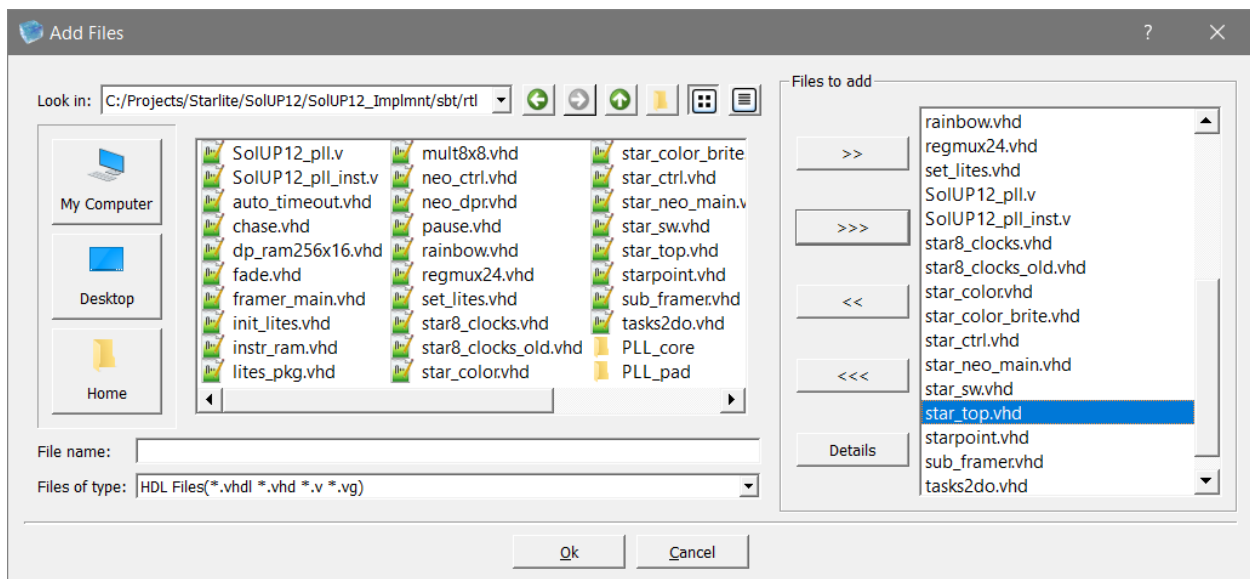 Add Files
?
Look in: C:/Projects/Starlite/SolUP12/SolUP12_Implmnt/sbt/rtl
My Computer
Desktop
Home
SolUP12_pll.v
SolUP12_pll_inst.v
auto_timeout.vhd
chase.vhd
dp_ram256x16.vhd
fade.vhd
framer_main.vhd
init_lites.vhd
instr_ram.vhd
lites_pkg.vhd
mult8x8.vhd
neo_ctrl.vhd
neo_dpr.vhd
pause.vhd
rainbow.vhd
regmux24.vhd
set_lites.vhd
star8_clocks.vhd
star8_clocks_old.vhd
star_color.vhd
star_color_brite
star_ctrl.vhd
star_neo_main.v
star_sw.vhd
star_top.vhd
starpoint.vhd
sub_framer.vhd
tasks2do.vhd
PLL_core
PLL_pad
File name:
Files of type: HDL Files(*.vhdl *.vhd *.v *.vg)
Files to add
>>
>>>
<<
<<<
Details
rainbow.vhd
regmux24.vhd
set_lites.vhd
SolUP12_pll.v
SolUP12_pll_inst.v
star8_clocks.vhd
star8_clocks_old.vhd
star_color.vhd
star_color_brite.vhd
star_ctrl.vhd
star_neo_main.vhd
star_sw.vhd
star_top.vhd
starpoint.vhd
sub_framer.vhd
tasks2do.vhd
Ok
Cancel